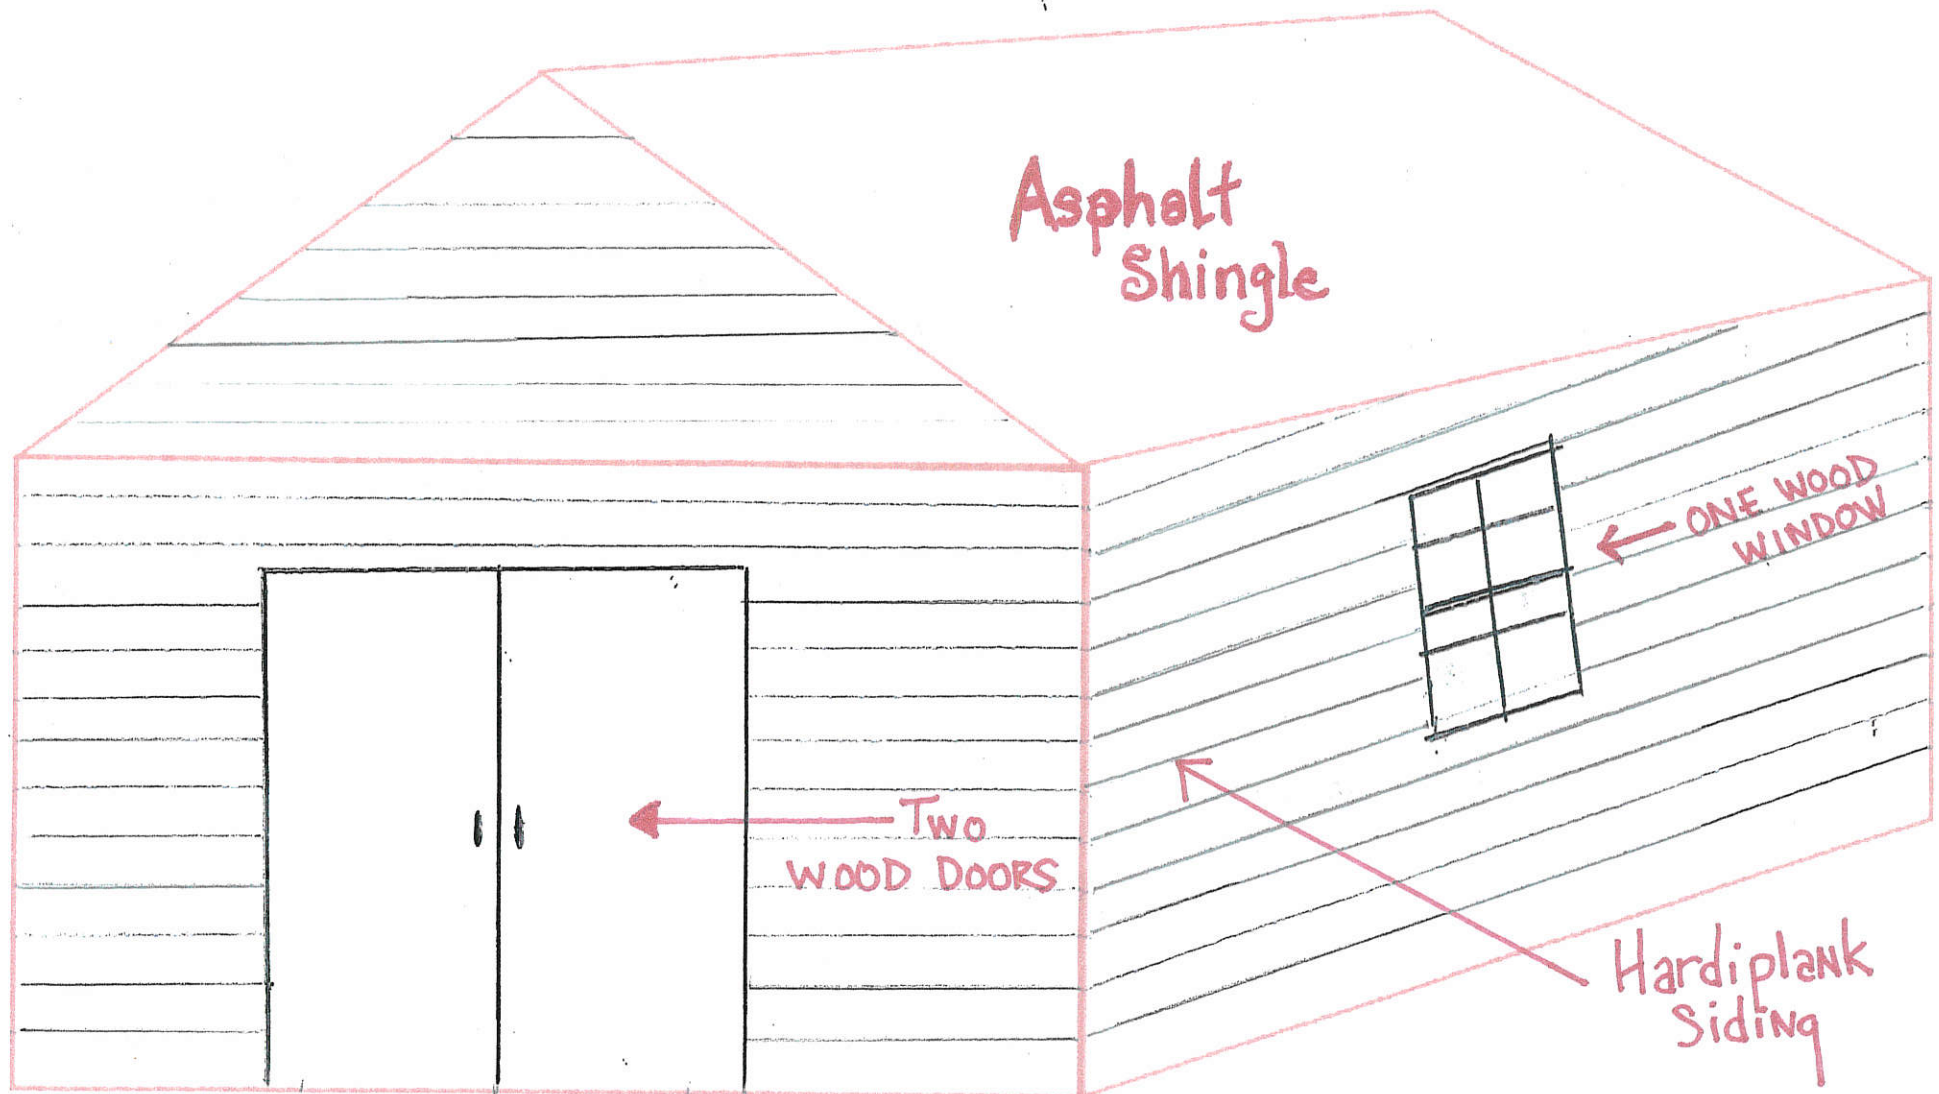 Asphalt
Shingle
ONE WOOD
WINDOW
Two
WOOD DOORS
Hardiplank
Siding